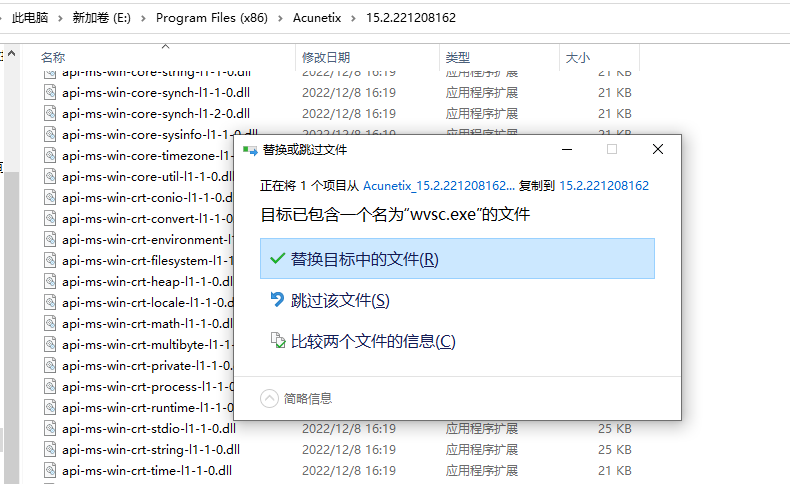 此电脑 > 新加卷 (E:) > Program Files (x86) > Acunetix > 15.2.221208162
名称 修改日期 类型 大小
api-ms-win-core-string-l1-1-0.dll 2022/12/8 16:19 应用程序扩展 21 KB
api-ms-win-core-synch-l1-1-0.dll 2022/12/8 16:19 应用程序扩展 21 KB
api-ms-win-core-synch-l1-2-0.dll 2022/12/8 16:19 应用程序扩展 21 KB
api-ms-win-core-sysinfo-l1-1-0.dll 2022/12/8 16:19 应用程序扩展 21 KB
api-ms-win-core-timezone-l1
api-ms-win-core-util-l1-1-0.dll
api-ms-win-crt-conio-l1-1-0.d
api-ms-win-crt-convert-l1-1-0
api-ms-win-crt-environment-l
api-ms-win-crt-filesystem-l1-1
api-ms-win-crt-heap-l1-1-0.d
api-ms-win-crt-locale-l1-1-0.d
api-ms-win-crt-math-l1-1-0.d
api-ms-win-crt-multibyte-l1-1
api-ms-win-crt-private-l1-1-0.
api-ms-win-crt-process-l1-1-0
api-ms-win-crt-runtime-l1-1-0
api-ms-win-crt-stdio-l1-1-0.dll 2022/12/8 16:19 应用程序扩展 25 KB
api-ms-win-crt-string-l1-1-0.dll 2022/12/8 16:19 应用程序扩展 25 KB
api-ms-win-crt-time-l1-1-0.dll 2022/12/8 16:19 应用程序扩展 21 KB
替换或跳过文件
正在将 1 个项目从 Acunetix_15.2.221208162... 复制到 15.2.221208162
目标已包含一个名为“wvsc.exe”的文件
替换目标中的文件(R)
跳过该文件(S)
比较两个文件的信息(C)
简略信息